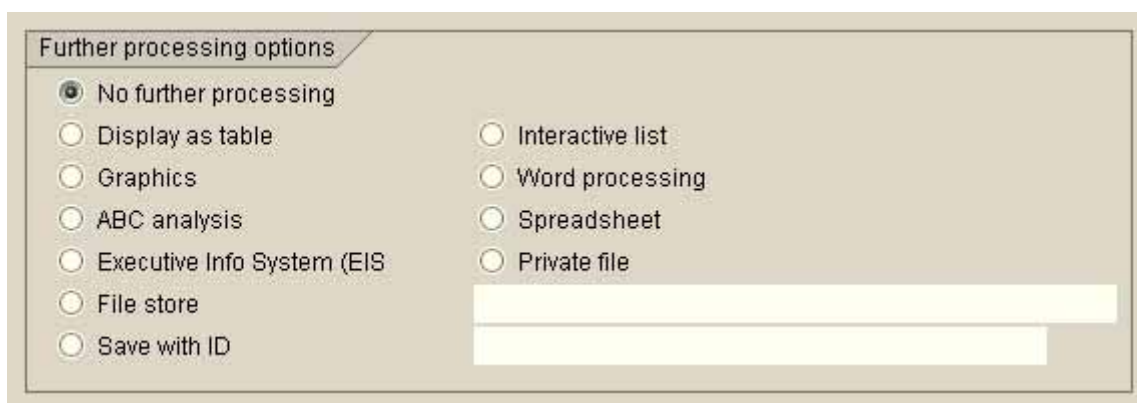 Further processing options
No further processing
Display as table
Interactive list
Graphics
Word processing
ABC analysis
Spreadsheet
Executive Info System (EIS
Private file
File store
Save with ID